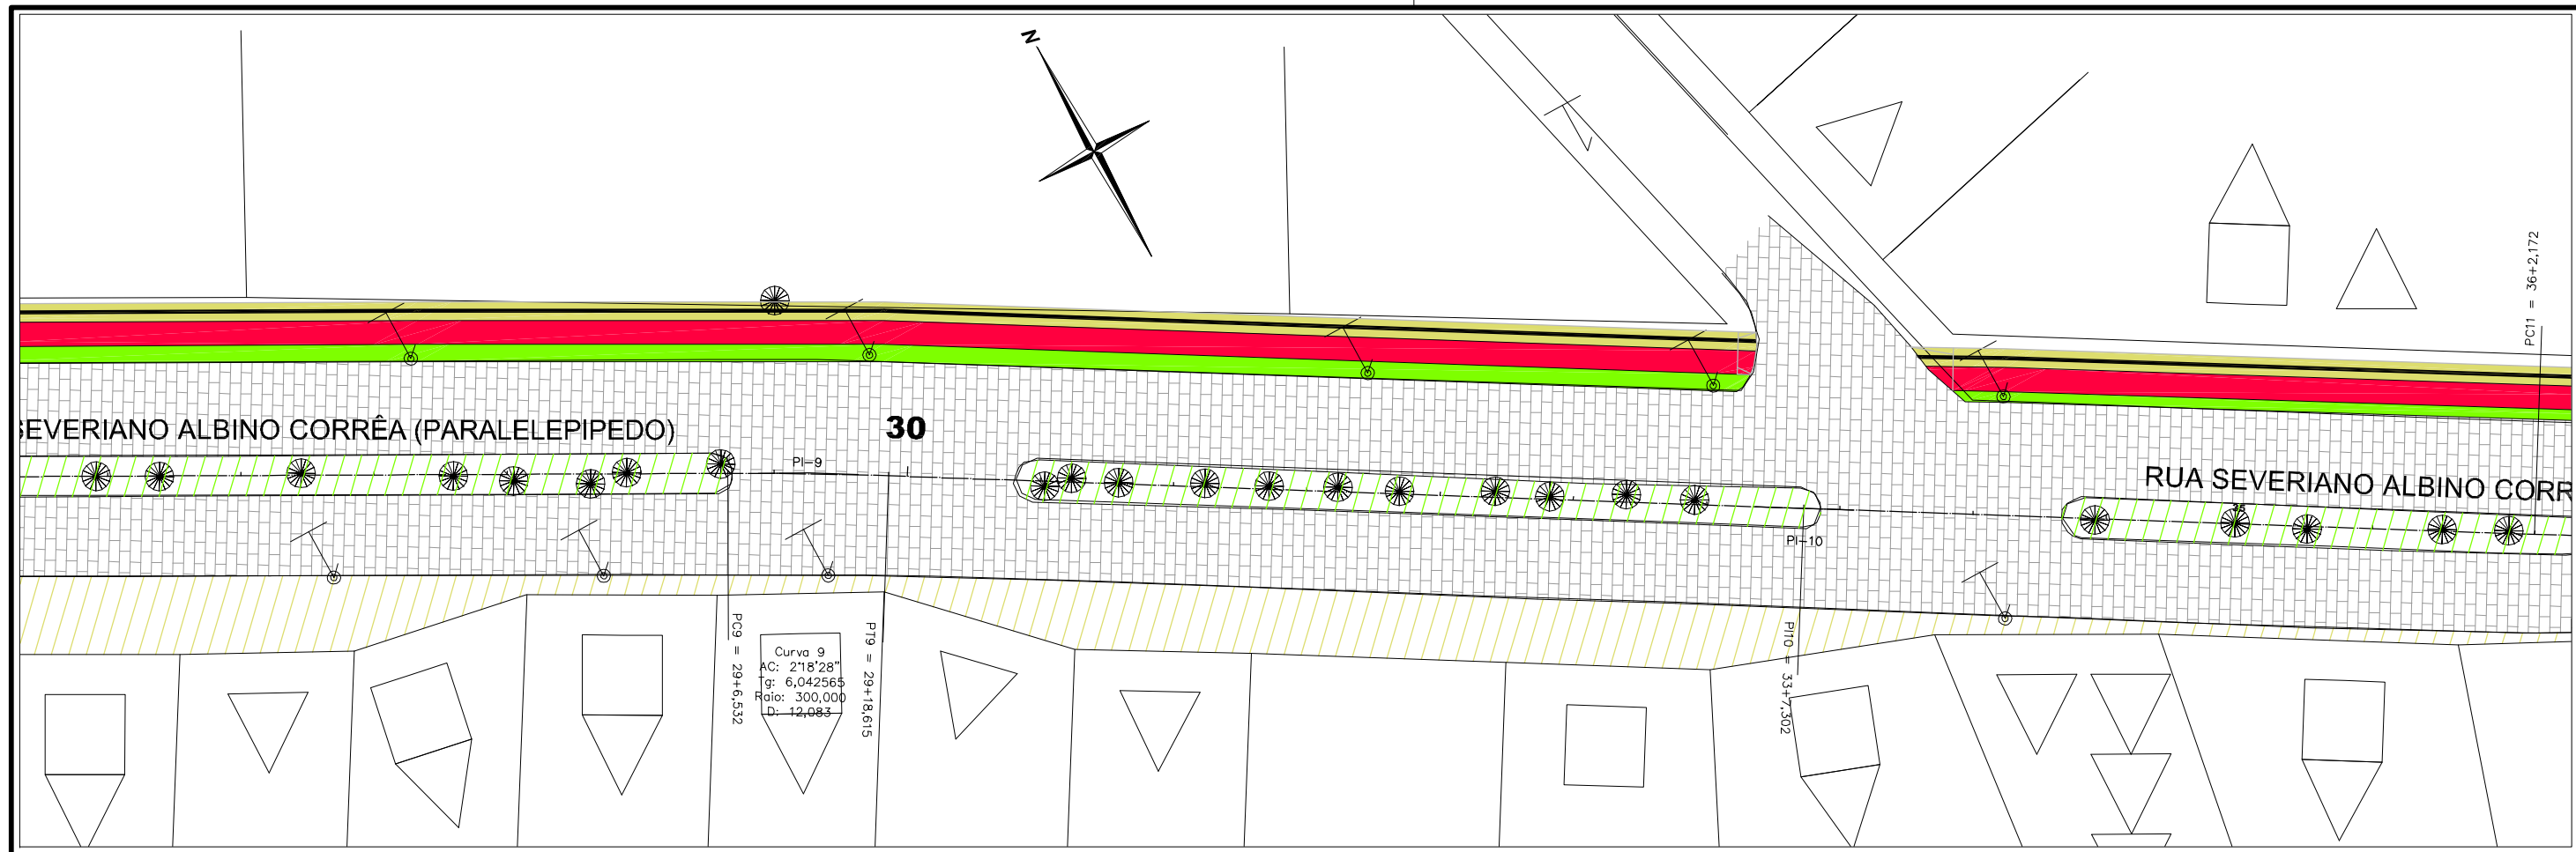 N
PC11 = 36+2,172
SEVERIANO ALBINO CORRÊA (PARALELEPIPEDO)
30
PI-9
RUA SEVERIANO ALBINO CORR
35
PI-10
PC9 = 29+6,532
Curva 9
AC: 2°18'28"
Tg: 6,042565
Raio: 300,000
D: 12,083
PT9 = 29+18,615
PI10 = 33+7,302